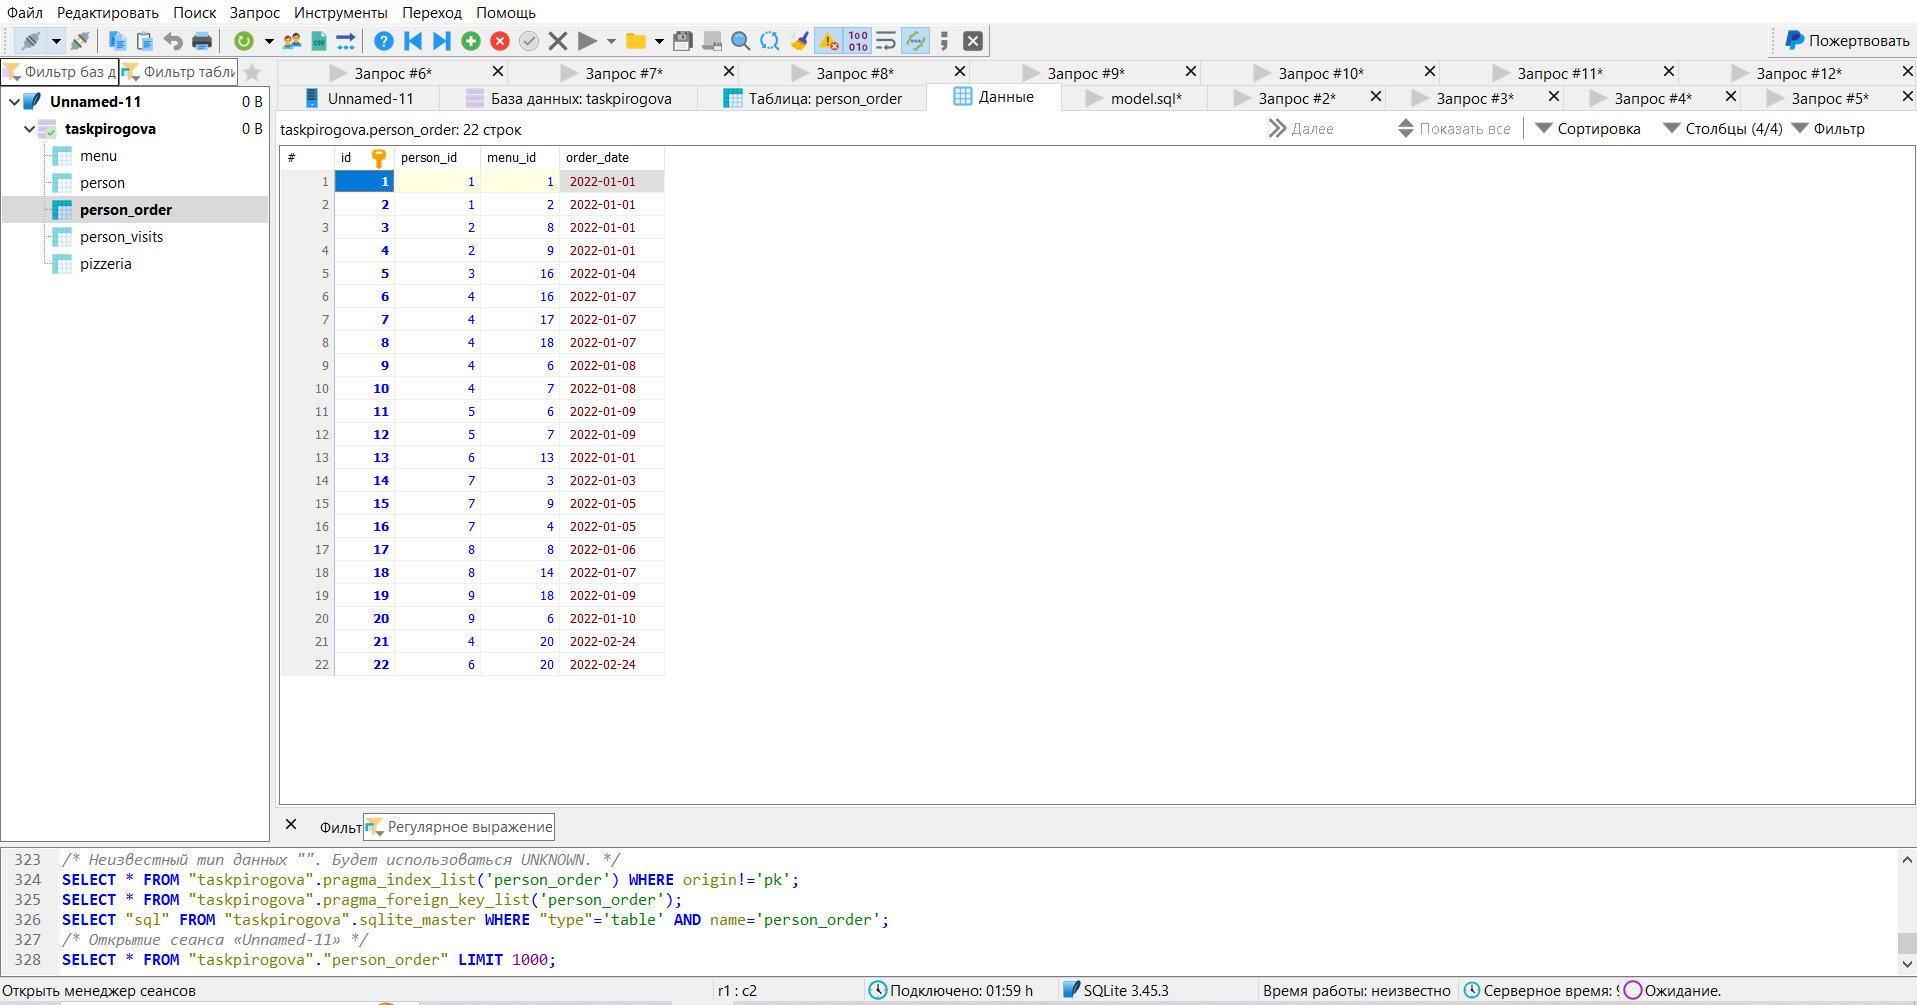 Файл Редактировать Поиск Запрос Инструменты Переход Помощь
Пожертвовать
Фильтр баз д Фильтр табли
Запрос #6* Запрос #7* Запрос #8* Запрос #9* Запрос #10* Запрос #11* Запрос #12*
Unnamed-11 База данных: taskpirogova Таблица: person_order Данные model.sql* Запрос #2* Запрос #3* Запрос #4* Запрос #5*
Unnamed-11 0 B
taskpirogova 0 B
menu
person
person_order
person_visits
pizzeria
taskpirogova.person_order: 22 строк
Далее Показать все Сортировка Столбцы (4/4) Фильтр
# id person_id menu_id order_date
1 1 1 1 2022-01-01
2 2 1 2 2022-01-01
3 3 2 8 2022-01-01
4 4 2 9 2022-01-01
5 5 3 16 2022-01-04
6 6 4 16 2022-01-07
7 7 4 17 2022-01-07
8 8 4 18 2022-01-07
9 9 4 6 2022-01-08
10 10 4 7 2022-01-08
11 11 5 6 2022-01-09
12 12 5 7 2022-01-09
13 13 6 13 2022-01-01
14 14 7 3 2022-01-03
15 15 7 9 2022-01-05
16 16 7 4 2022-01-05
17 17 8 8 2022-01-06
18 18 8 14 2022-01-07
19 19 9 18 2022-01-09
20 20 9 6 2022-01-10
21 21 4 20 2022-02-24
22 22 6 20 2022-02-24
Фильт Регулярное выражение
323 /* Неизвестный тип данных "". Будет использоваться UNKNOWN. */
324 SELECT * FROM "taskpirogova".pragma_index_list('person_order') WHERE origin!='pk';
325 SELECT * FROM "taskpirogova".pragma_foreign_key_list('person_order');
326 SELECT "sql" FROM "taskpirogova".sqlite_master WHERE "type"='table' AND name='person_order';
327 /* Открытие сеанса «Unnamed-11» */
328 SELECT * FROM "taskpirogova"."person_order" LIMIT 1000;
Открыть менеджер сеансов r1 : c2 Подключено: 01:59 h SQLite 3.45.3 Время работы: неизвестно Серверное время: Ожидание.